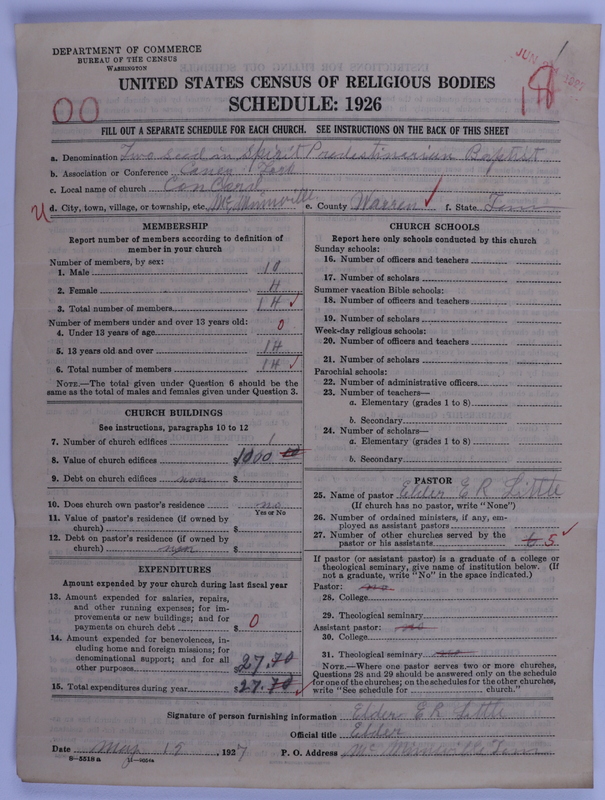 DEPARTMENT OF COMMERCE
BUREAU OF THE CENSUS
WASHINGTON
JUN
1
UNITED STATES CENSUS OF RELIGIOUS BODIES
SCHEDULE: 1926
00
FILL OUT A SEPARATE SCHEDULE FOR EACH CHURCH. SEE INSTRUCTIONS ON THE BACK OF THIS SHEET
a. Denomination Two Seed in Spirit Predestinarian Baptist
b. Association or Conference Caney Fork
c. Local name of church Concord
d. City, town, village, or township, etc. McMinnville e. County Warren f. State Tenn
MEMBERSHIP
Report number of members according to definition of
member in your church
Number of members, by sex:
1. Male 10
2. Female 4
3. Total number of members 14
Number of members under and over 13 years old:
4. Under 13 years of age 0
5. 13 years old and over 14
6. Total number of members 14
NOTE.—The total given under Question 6 should be the
same as the total of males and females given under Question 3.
CHURCH BUILDINGS
See instructions, paragraphs 10 to 12
7. Number of church edifices 1
8. Value of church edifices $1000
9. Debt on church edifices non $
10. Does church own pastor's residence no
Yes or No
11. Value of pastor's residence (if owned by
church) $
12. Debt on pastor's residence (if owned by
church) non $
EXPENDITURES
Amount expended by your church during last fiscal year
13. Amount expended for salaries, repairs,
and other running expenses; for im-
provements or new buildings; and for
payments on church debt $ 0
14. Amount expended for benevolences, in-
cluding home and foreign missions; for
denominational support; and for all
other purposes $27.70
15. Total expenditures during year $27.70
CHURCH SCHOOLS
Report here only schools conducted by this church
Sunday schools:
16. Number of officers and teachers
17. Number of scholars
Summer vacation Bible schools:
18. Number of officers and teachers
19. Number of scholars
Week-day religious schools:
20. Number of officers and teachers
21. Number of scholars
Parochial schools:
22. Number of administrative officers
23. Number of teachers—
a. Elementary (grades 1 to 8)
b. Secondary
24. Number of scholars—
a. Elementary (grades 1 to 8)
b. Secondary
PASTOR
25. Name of pastor Elder E R Little
(If church has no pastor, write "None")
26. Number of ordained ministers, if any, em-
ployed as assistant pastors
27. Number of other churches served by the
pastor or his assistants 6 5
If pastor (or assistant pastor) is a graduate of a college or
theological seminary, give name of institution below. (If
not a graduate, write "No" in the space indicated.)
Pastor: no
28. College
29. Theological seminary
Assistant pastor: no
30. College
31. Theological seminary no
NOTE.—Where one pastor serves two or more churches,
Questions 28 and 29 should be answered only on the schedule
for one of the churches; on the schedules for the other churches,
write "See schedule for church."
Signature of person furnishing information Elder E R Little
Official title Elder
Date May 19, 1927 P. O. Address McMinnville Tenn
8—5518 a 11—9054a